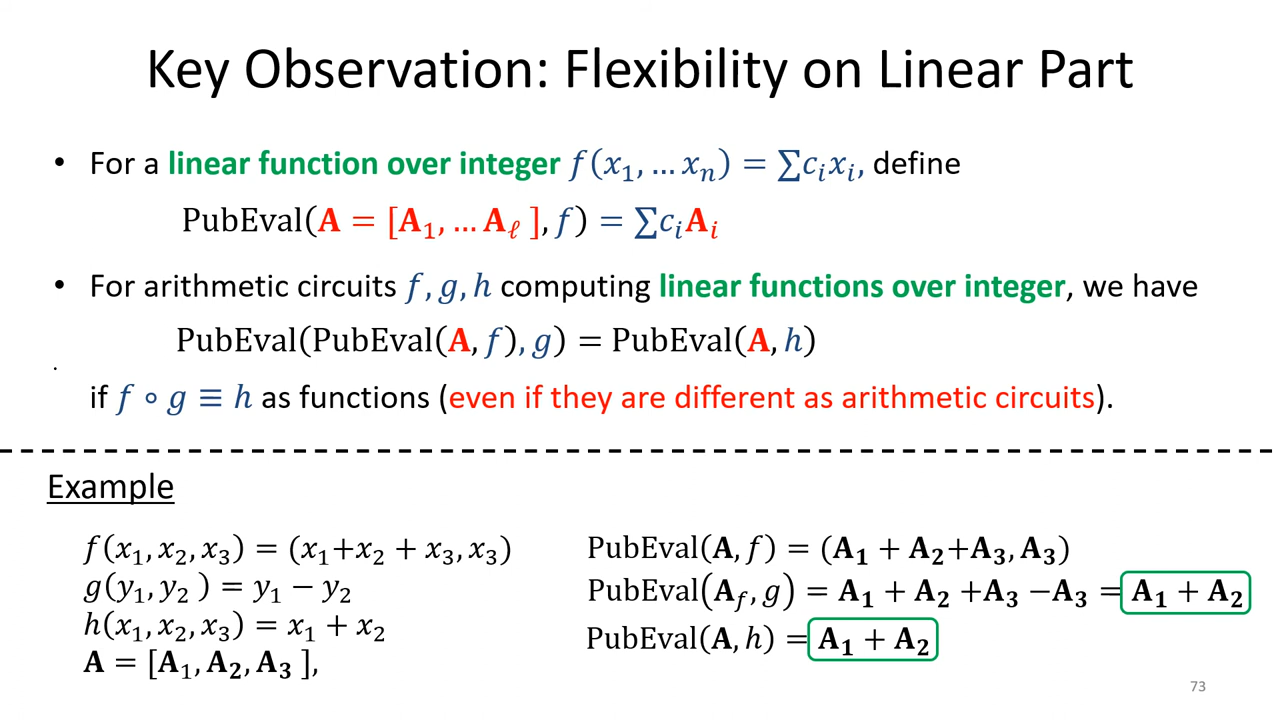 Key Observation: Flexibility on Linear Part
• For a linear function over integer f(x₁, … xₙ) = ∑cᵢxᵢ, define
PubEval(A = [A₁, … A_ℓ ], f) = ∑cᵢAᵢ
• For arithmetic circuits f, g, h computing linear functions over integer, we have
PubEval(PubEval(A, f), g) = PubEval(A, h)
if f ∘ g ≡ h as functions (even if they are different as arithmetic circuits).
Example
f(x₁, x₂, x₃) = (x₁+x₂ + x₃, x₃)
g(y₁, y₂ ) = y₁ − y₂
h(x₁, x₂, x₃) = x₁ + x₂
A = [A₁, A₂, A₃ ],
PubEval(A, f) = (A₁ + A₂+A₃, A₃)
PubEval(A_f, g) = A₁ + A₂ +A₃ −A₃ = A₁ + A₂
PubEval(A, h) = A₁ + A₂
73